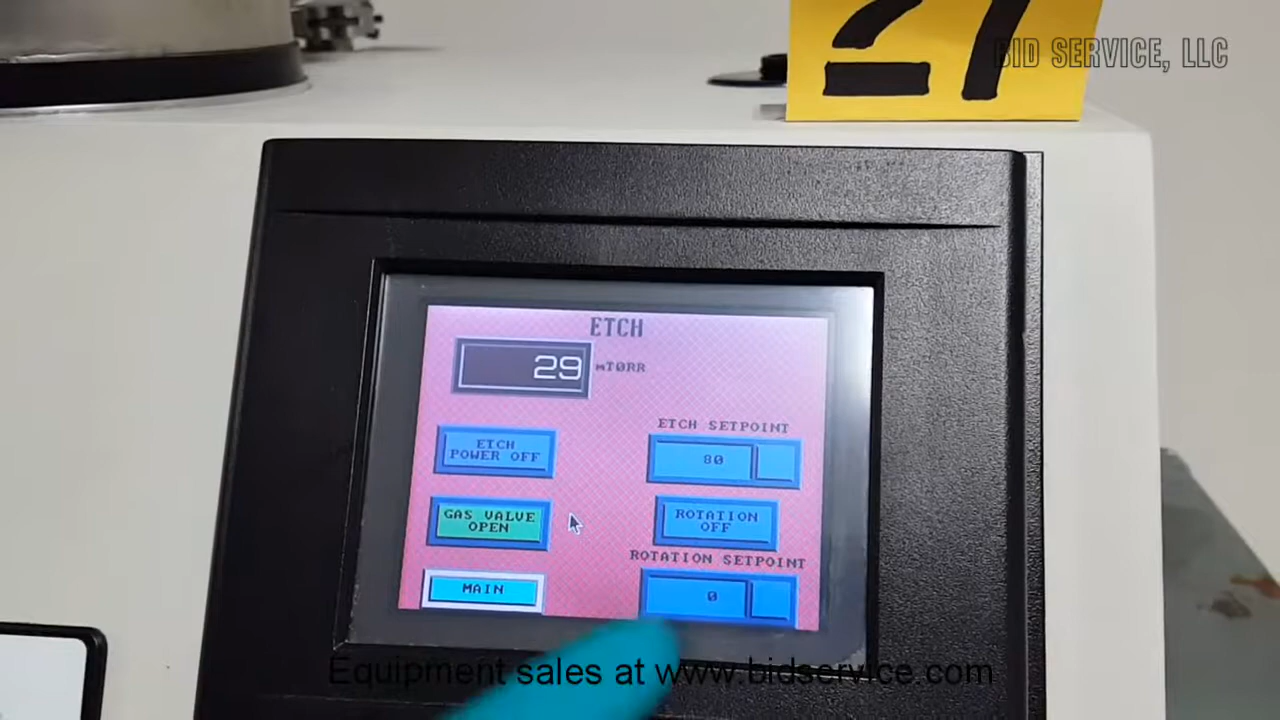 BID SERVICE, LLC
ETCH
29
mTORR
ETCH
POWER OFF
ETCH SETPOINT
80
GAS VALVE
OPEN
ROTATION
OFF
ROTATION SETPOINT
MAIN
0
Equipment sales at www.bidservice.com